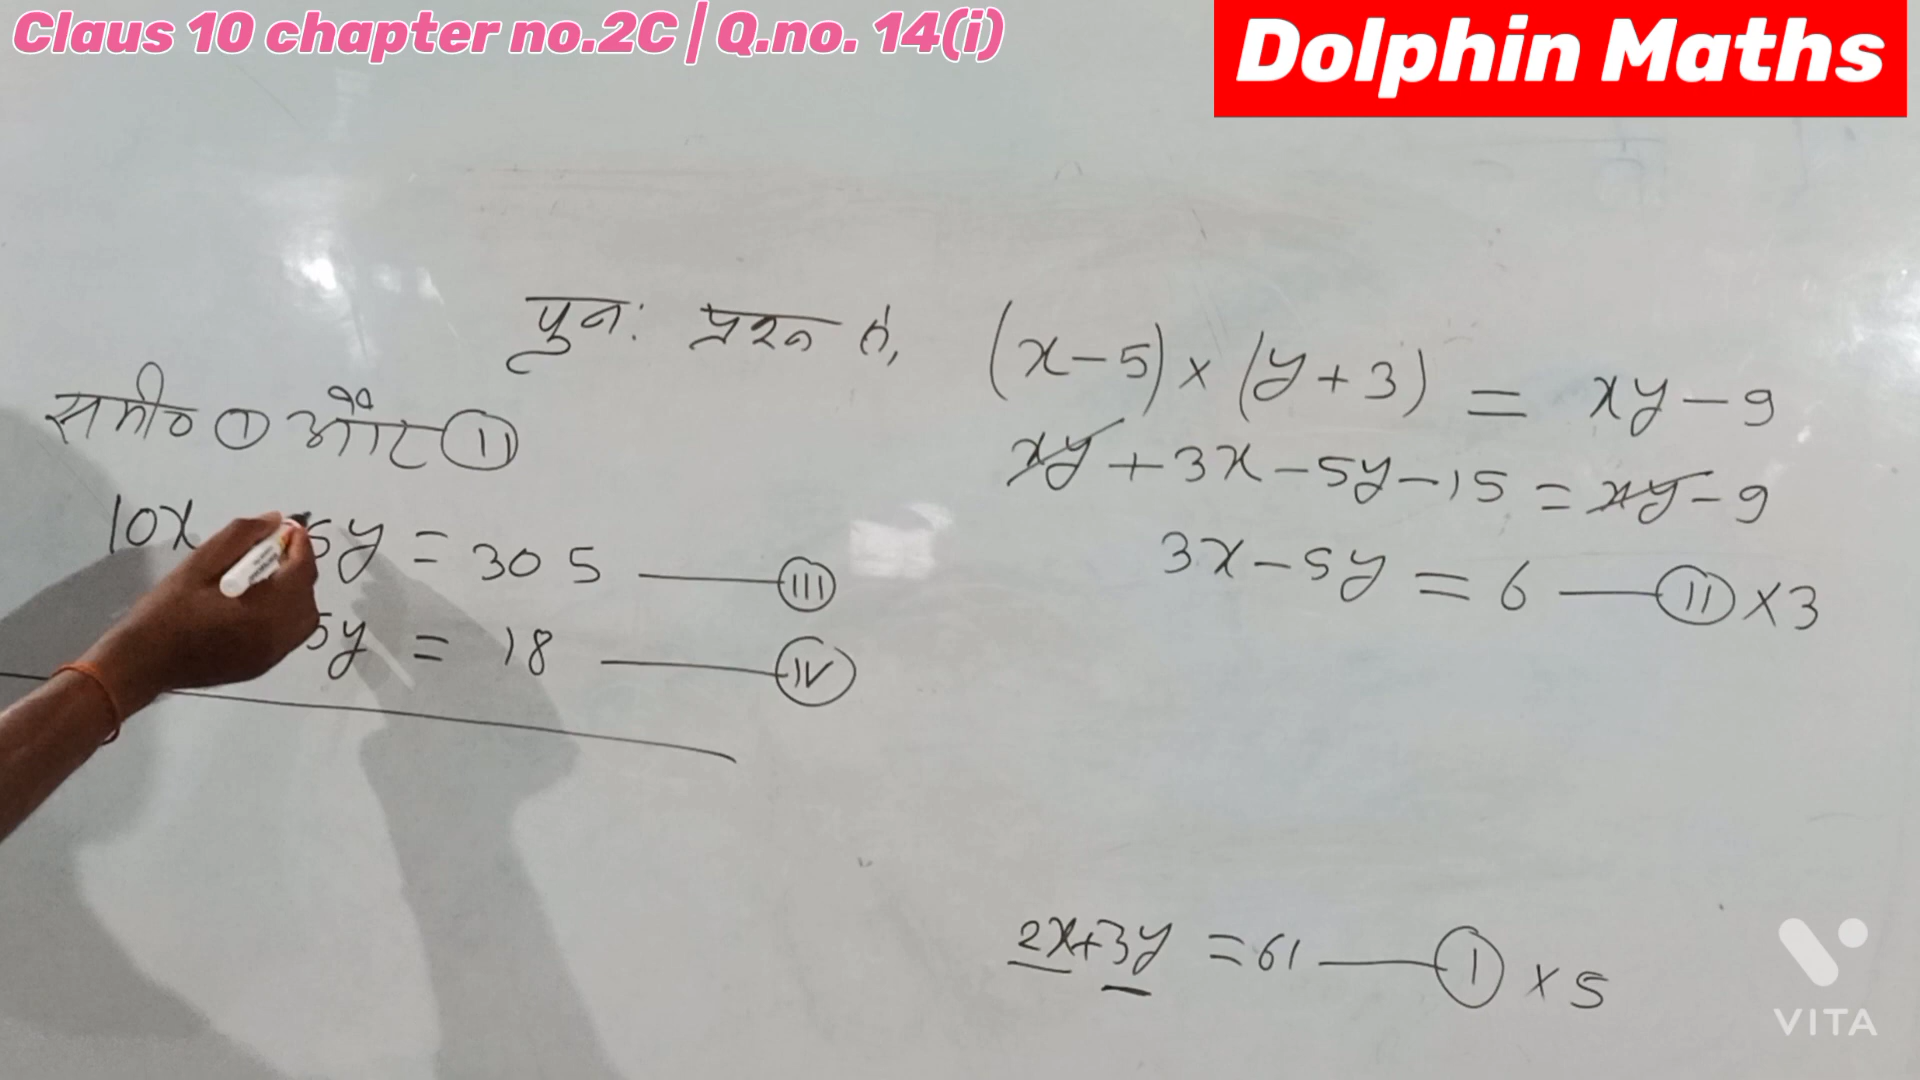 Claus 10 chapter no.2C | Q.no. 14(i)
Dolphin Maths
पुनः प्रश्न से, (x-5)×(y+3) = xy-9
xy+3x-5y-15 = xy-9
3x-5y = 6 — (II) ×3
समी० (I) और (II)
10x 5y = 305 — (III)
5y = 18 — (IV)
2x+3y = 61 — (I) ×5
VITA